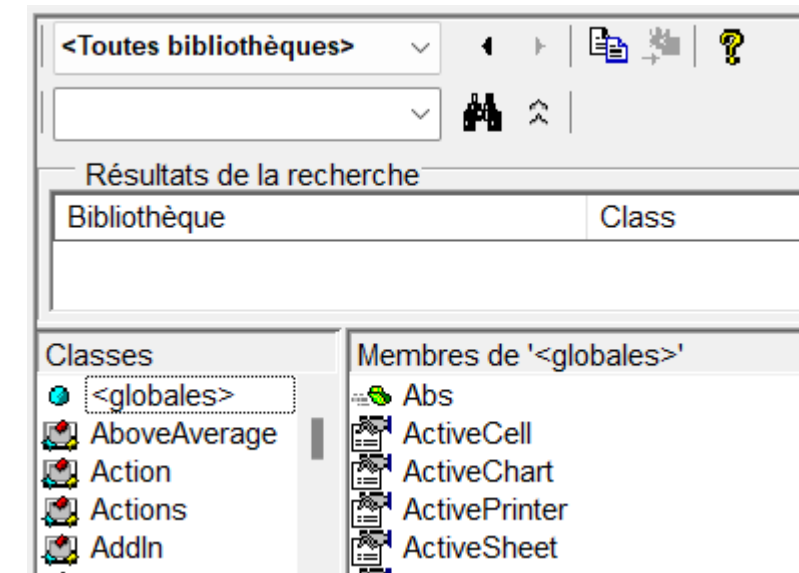 <Toutes bibliothèques>
Résultats de la recherche
Bibliothèque Class
Classes
<globales>
AboveAverage
Action
Actions
AddIn
Membres de '<globales>'
Abs
ActiveCell
ActiveChart
ActivePrinter
ActiveSheet